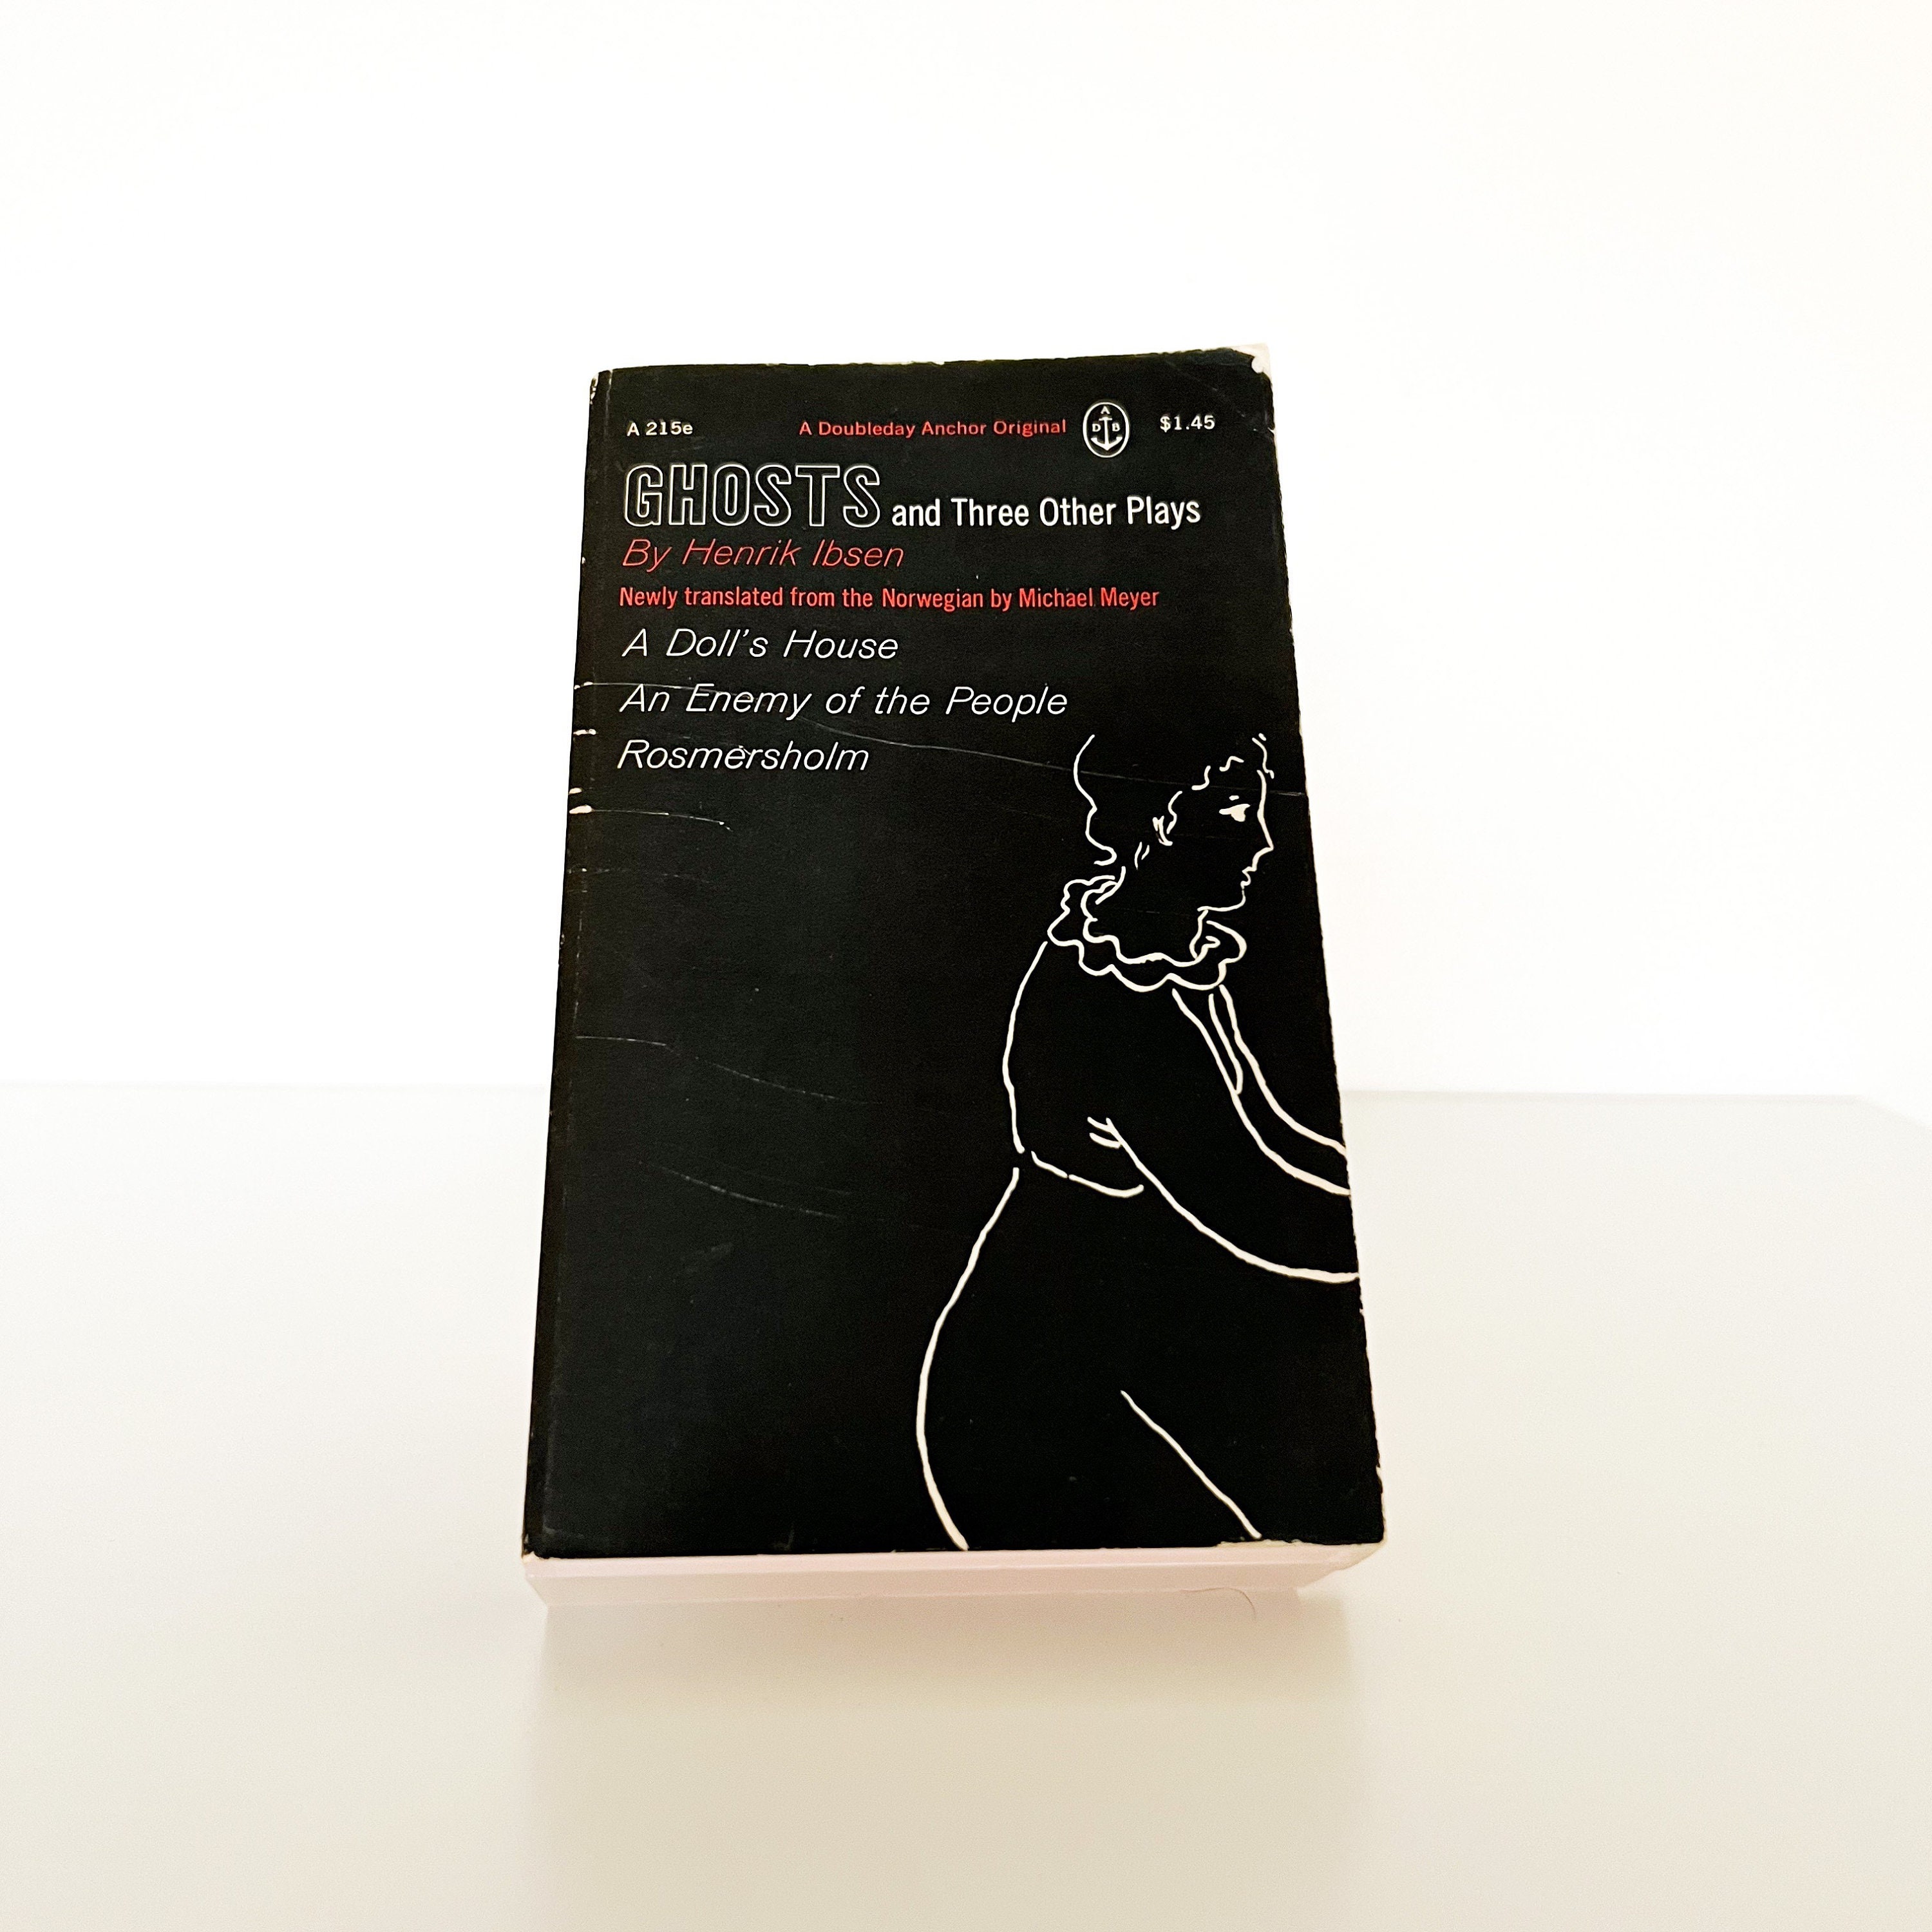 A 215e A Doubleday Anchor Original A D B $1.45
GHOSTS and Three Other Plays
By Henrik Ibsen
Newly translated from the Norwegian by Michael Meyer
A Doll's House
An Enemy of the People
Rosmersholm